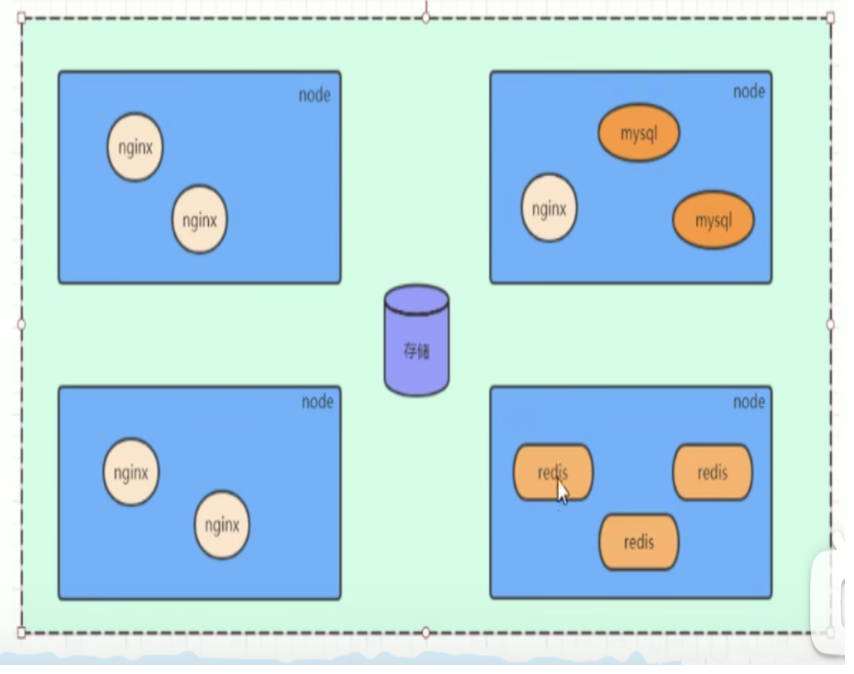 node
nginx
nginx
node
mysql
nginx
mysql
存储
node
nginx
nginx
node
redis
redis
redis